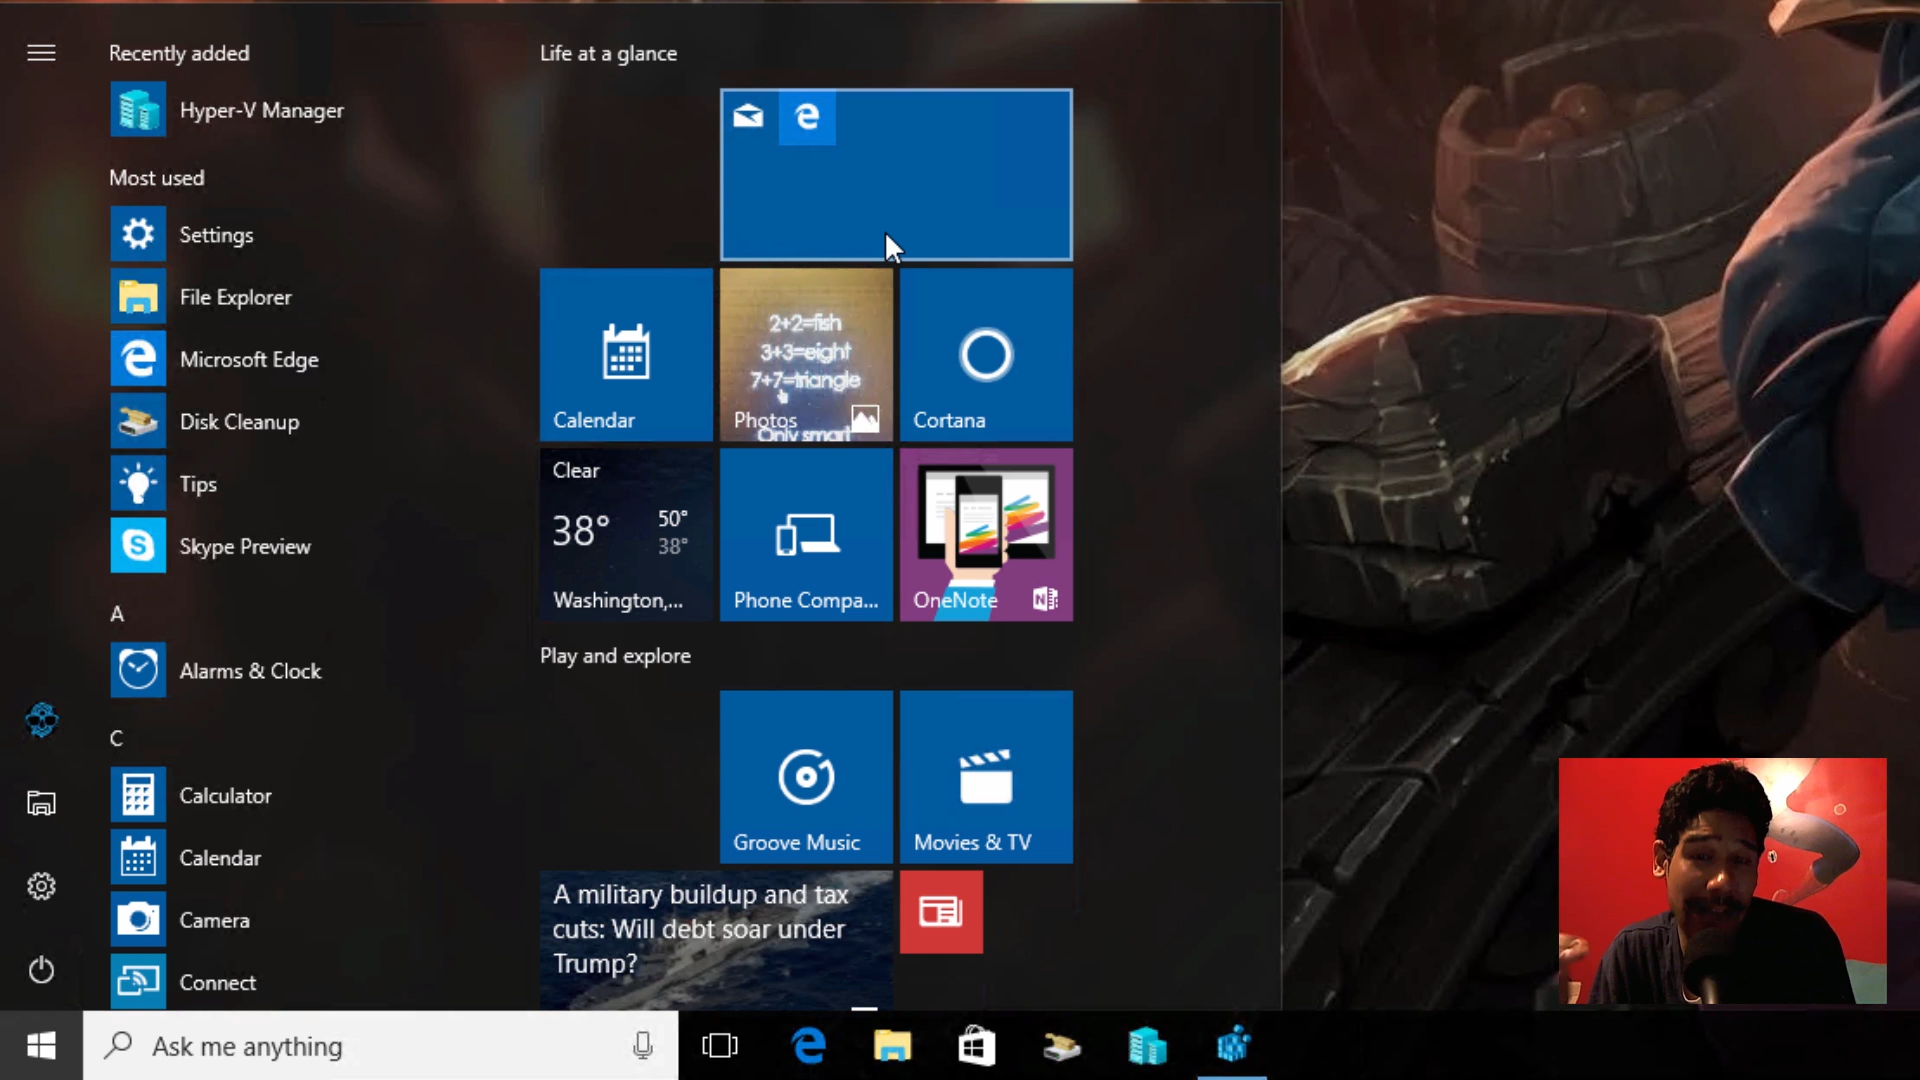 Recently added
Hyper-V Manager
Most used
Settings
File Explorer
Microsoft Edge
Disk Cleanup
Tips
Skype Preview
A
Alarms & Clock
C
Calculator
Calendar
Camera
Connect
Life at a glance
Calendar
2+2=fish
3+3=eight
7+7=triangle
Photos
Only smart
Cortana
Clear
38°
50°
38°
Washington,...
Phone Compa...
OneNote
Play and explore
Groove Music
Movies & TV
A military buildup and tax
cuts: Will debt soar under
Trump?
Ask me anything